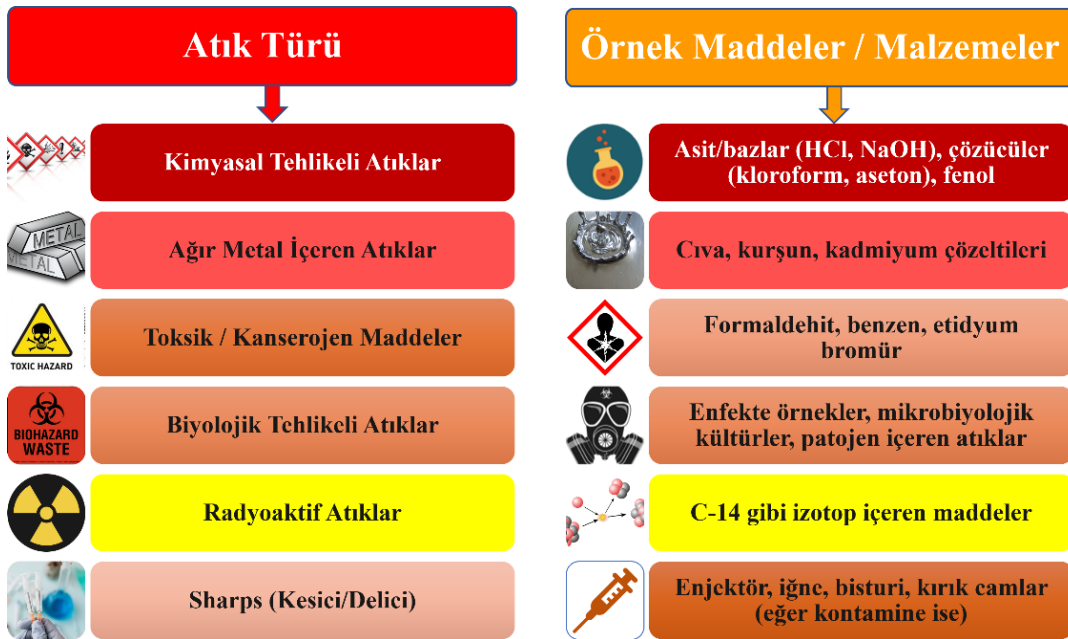 Atık Türü
Örnek Maddeler / Malzemeler
Kimyasal Tehlikeli Atıklar
Asit/bazlar (HCl, NaOH), çözücüler
(kloroform, aseton), fenol
METAL
METAL
Ağır Metal İçeren Atıklar
Cıva, kurşun, kadmiyum çözeltileri
TOXIC HAZARD
Toksik / Kanserojen Maddeler
Formaldehit, benzen, etidyum
bromür
BIOHAZARD
WASTE
Biyolojik Tehlikeli Atıklar
Enfekte örnekler, mikrobiyolojik
kültürler, patojen içeren atıklar
Radyoaktif Atıklar
C-14 gibi izotop içeren maddeler
Sharps (Kesici/Delici)
Enjektör, iğne, bisturi, kırık camlar
(eğer kontamine ise)